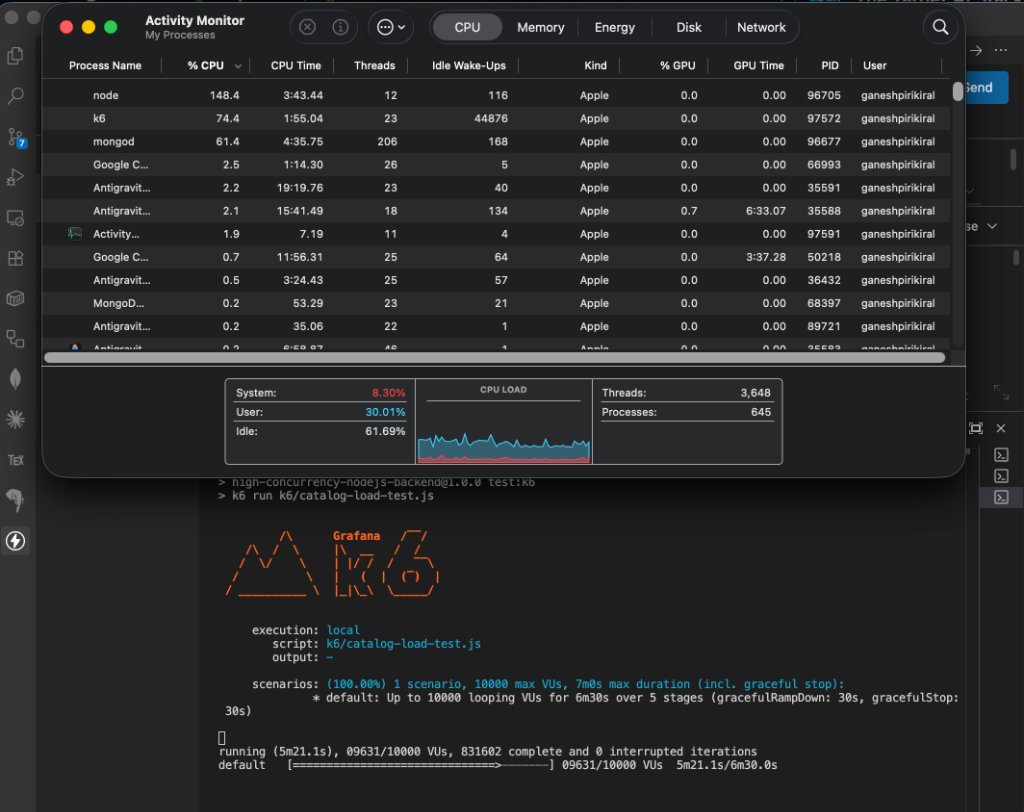 Activity Monitor
My Processes
CPU Memory Energy Disk Network
Send
Process Name % CPU CPU Time Threads Idle Wake-Ups Kind % GPU GPU Time PID User
node 148.4 3:43.44 12 116 Apple 0.0 0.00 96705 ganeshpirikiral
k6 74.4 1:55.04 23 44876 Apple 0.0 0.00 97572 ganeshpirikiral
mongod 61.4 4:35.75 206 168 Apple 0.0 0.00 96677 ganeshpirikiral
Google C... 2.5 1:14.30 26 5 Apple 0.0 0.00 66993 ganeshpirikiral
Antigravit... 2.2 19:19.76 23 40 Apple 0.0 0.00 35591 ganeshpirikiral
Antigravit... 2.1 15:41.49 18 134 Apple 0.7 6:33.07 35588 ganeshpirikiral
Activity... 1.9 7.19 11 4 Apple 0.0 0.00 97591 ganeshpirikiral
Google C... 0.7 11:56.31 25 64 Apple 0.0 3:37.28 50218 ganeshpirikiral
Antigravit... 0.5 3:24.43 25 57 Apple 0.0 0.00 36432 ganeshpirikiral
MongoD... 0.2 53.29 23 21 Apple 0.0 0.00 68397 ganeshpirikiral
Antigravit... 0.2 35.06 22 1 Apple 0.0 0.00 89721 ganeshpirikiral
7
se
TEX
System: 8.30%
User: 30.01%
Idle: 61.69%
CPU LOAD
Threads: 3,648
Processes: 645
> high-concurrency-nodejs-backend@1.0.0 test:k6
> k6 run k6/catalog-load-test.js
Grafana
k6
execution: local
script: k6/catalog-load-test.js
output: -
scenarios: (100.00%) 1 scenario, 10000 max VUs, 7m0s max duration (incl. graceful stop):
* default: Up to 10000 looping VUs for 6m30s over 5 stages (gracefulRampDown: 30s, gracefulStop:
30s)
running (5m21.1s), 09631/10000 VUs, 831602 complete and 0 interrupted iterations
default [==============================>-------] 09631/10000 VUs 5m21.1s/6m30.0s